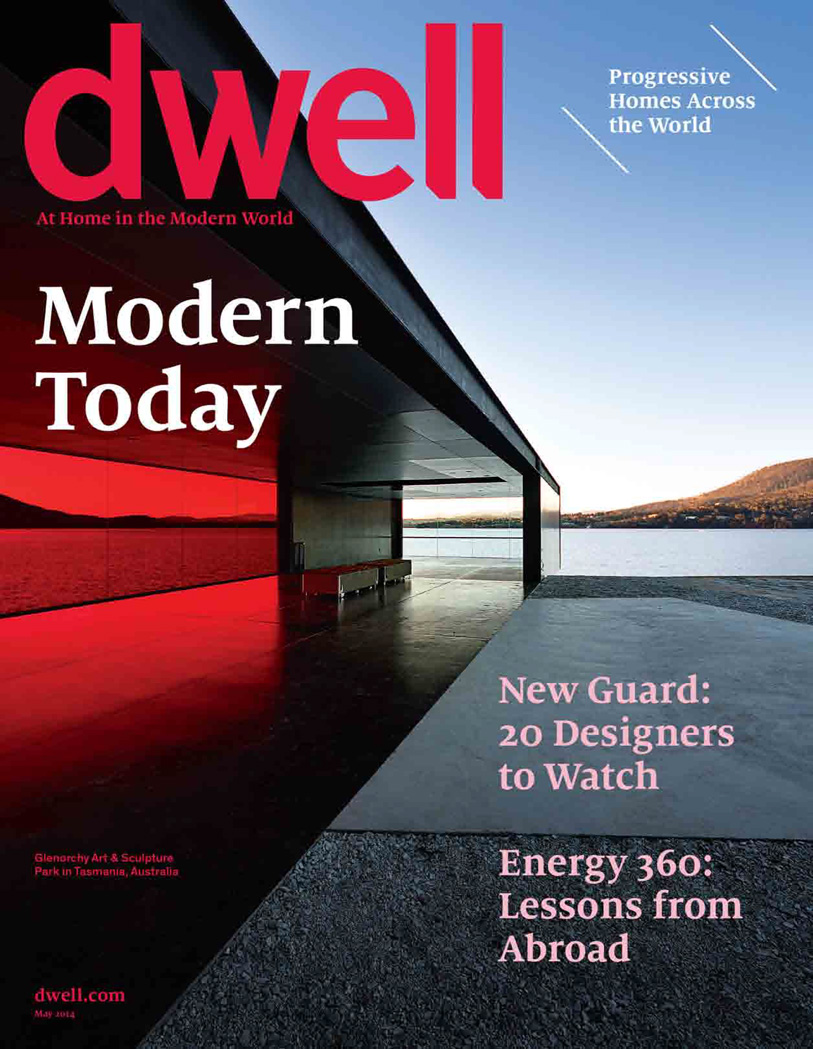 dwell
At Home in the Modern World
Progressive
Homes Across
the World
Modern
Today
New Guard:
20 Designers
to Watch
Glenorchy Art & Sculpture
Park in Tasmania, Australia
Energy 360:
Lessons from
Abroad
dwell.com
May 2014